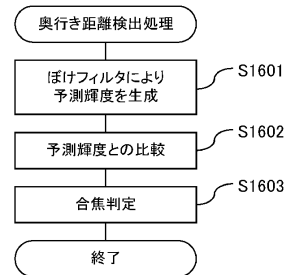 奥行き距離検出処理
ぼけフィルタにより
予測輝度を生成
S1601
予測輝度との比較
S1602
合焦判定
S1603
終了